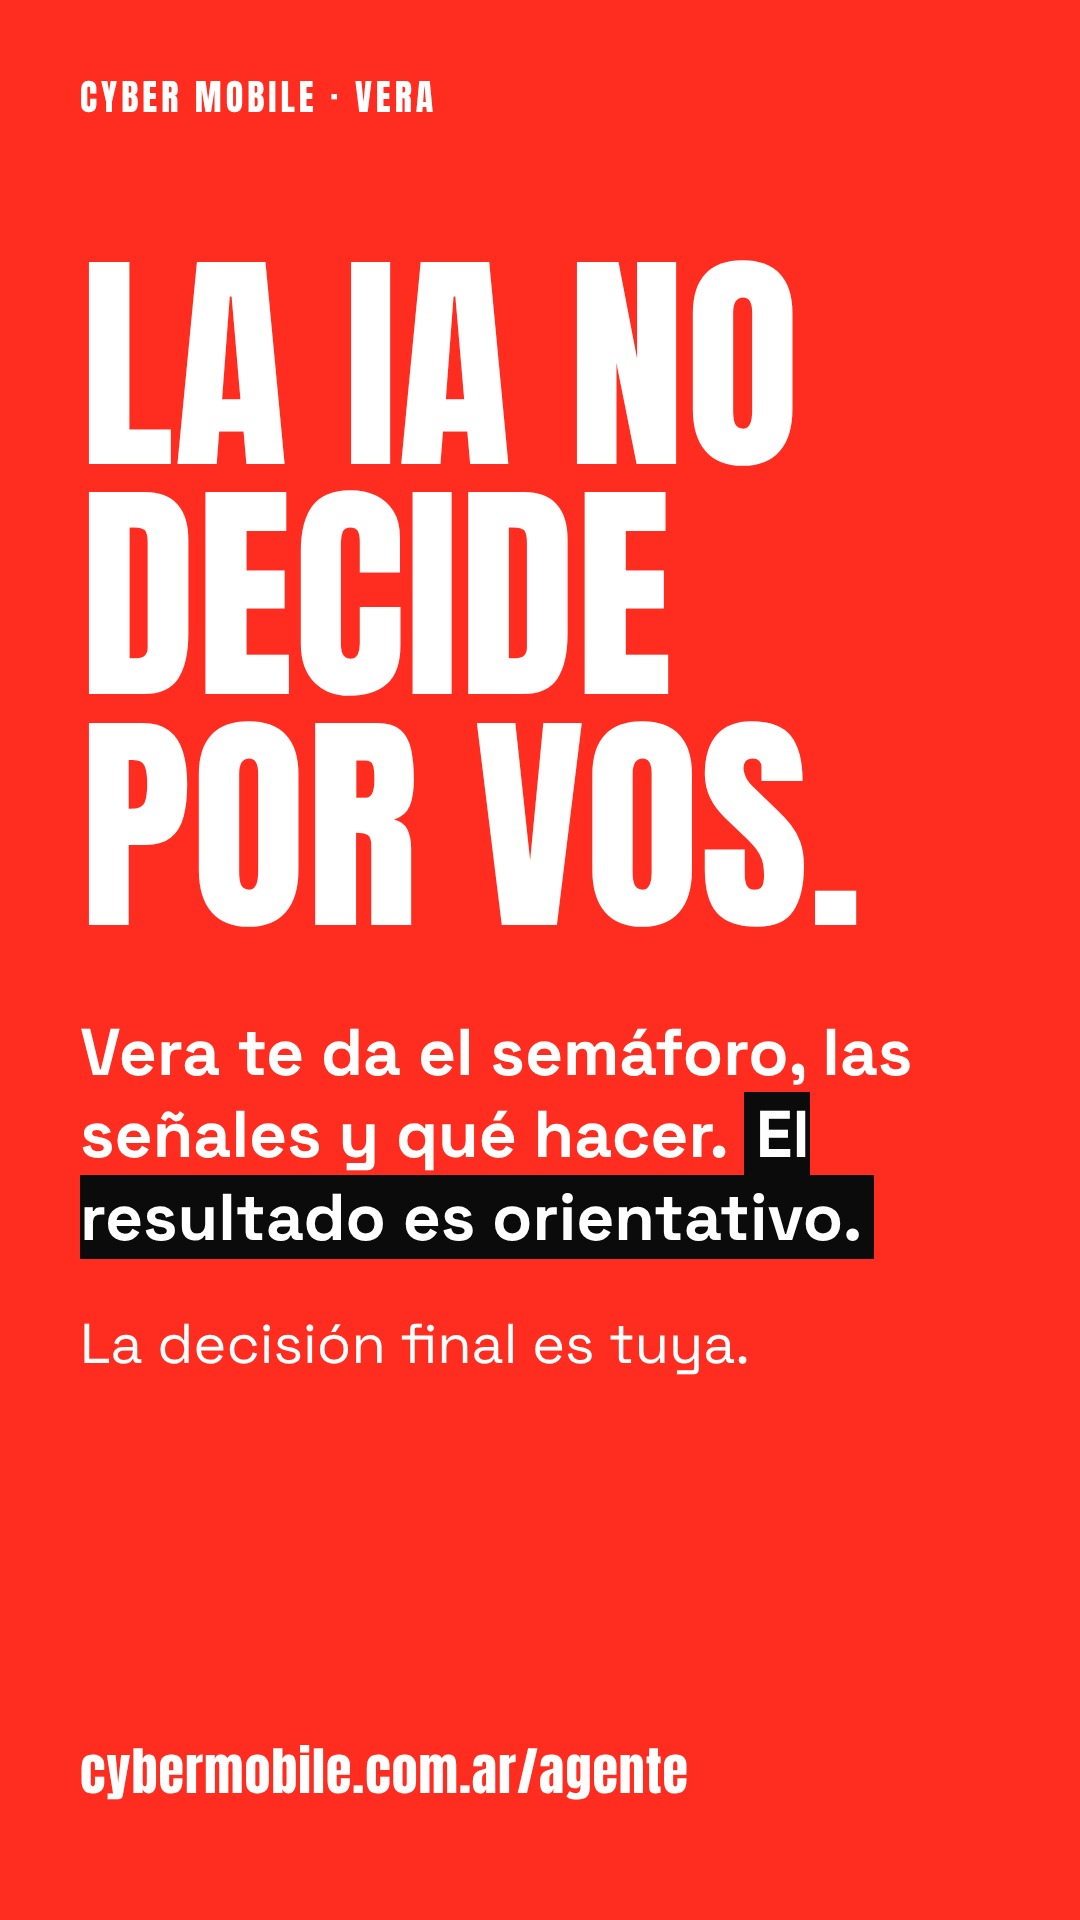 CYBER MOBILE · VERA
LA IA NO
DECIDE
POR VOS.
Vera te da el semáforo, las
señales y qué hacer. El
resultado es orientativo.
La decisión final es tuya.
cybermobile.com.ar/agente